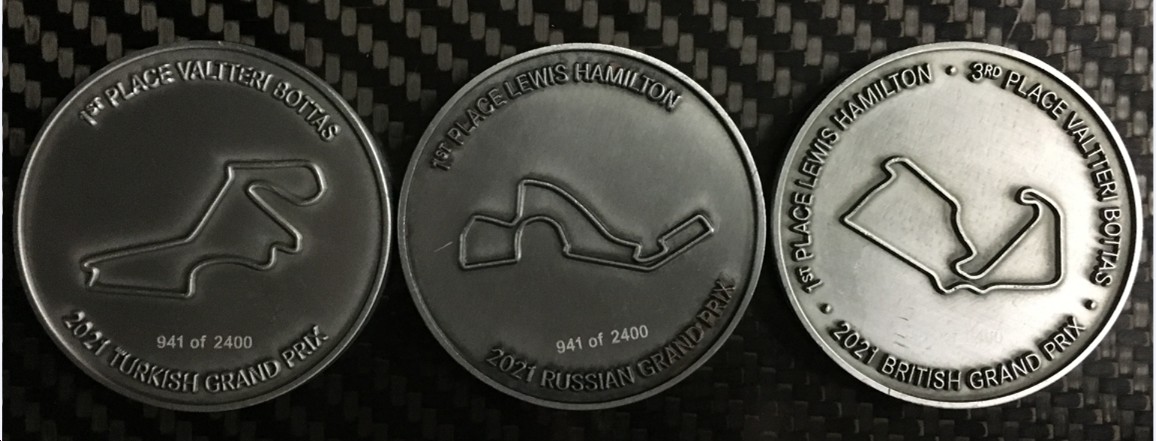 1ST PLACE VALTTERI BOTTAS
941 of 2400
2021 TURKISH GRAND PRIX
1ST PLACE LEWIS HAMILTON
941 of 2400
2021 RUSSIAN GRAND PRIX
1ST PLACE LEWIS HAMILTON • 3RD PLACE VALTTERI BOTTAS
• 2021 BRITISH GRAND PRIX •